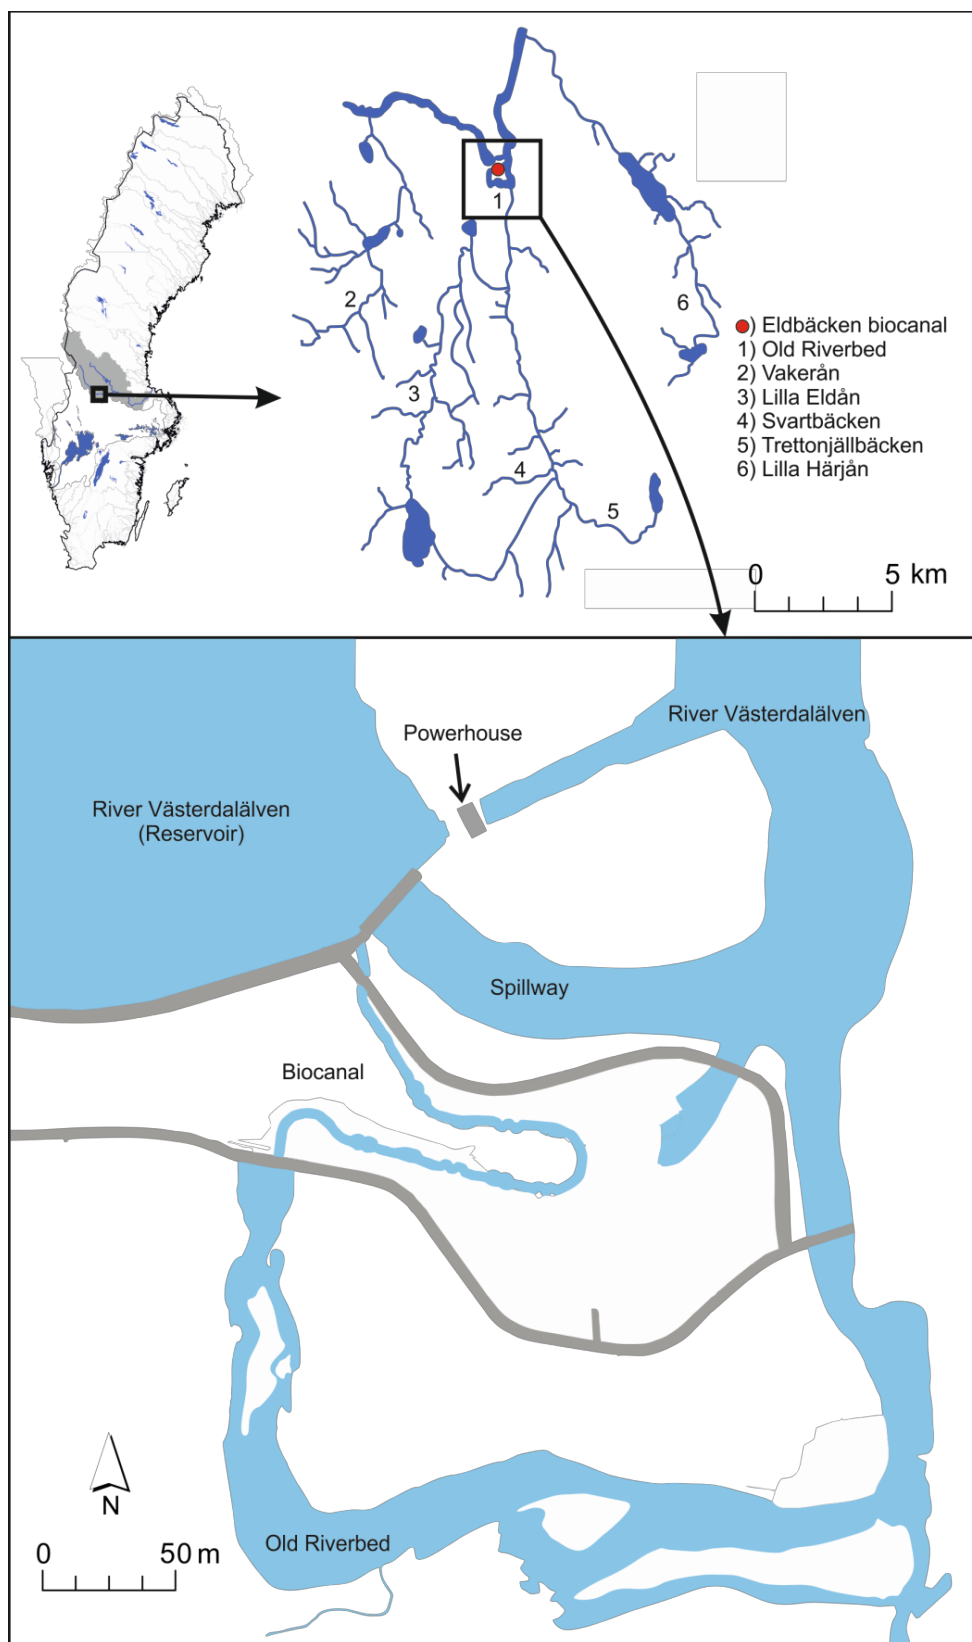 1
2
6
3
4
5
) Eldbäcken biocanal
1) Old Riverbed
2) Vakerån
3) Lilla Eldån
4) Svartbäcken
5) Trettonjällbäcken
6) Lilla Härjån
0 5 km
River Västerdalälven
Powerhouse
River Västerdalälven
(Reservoir)
Spillway
Biocanal
N
Old Riverbed
0 50 m